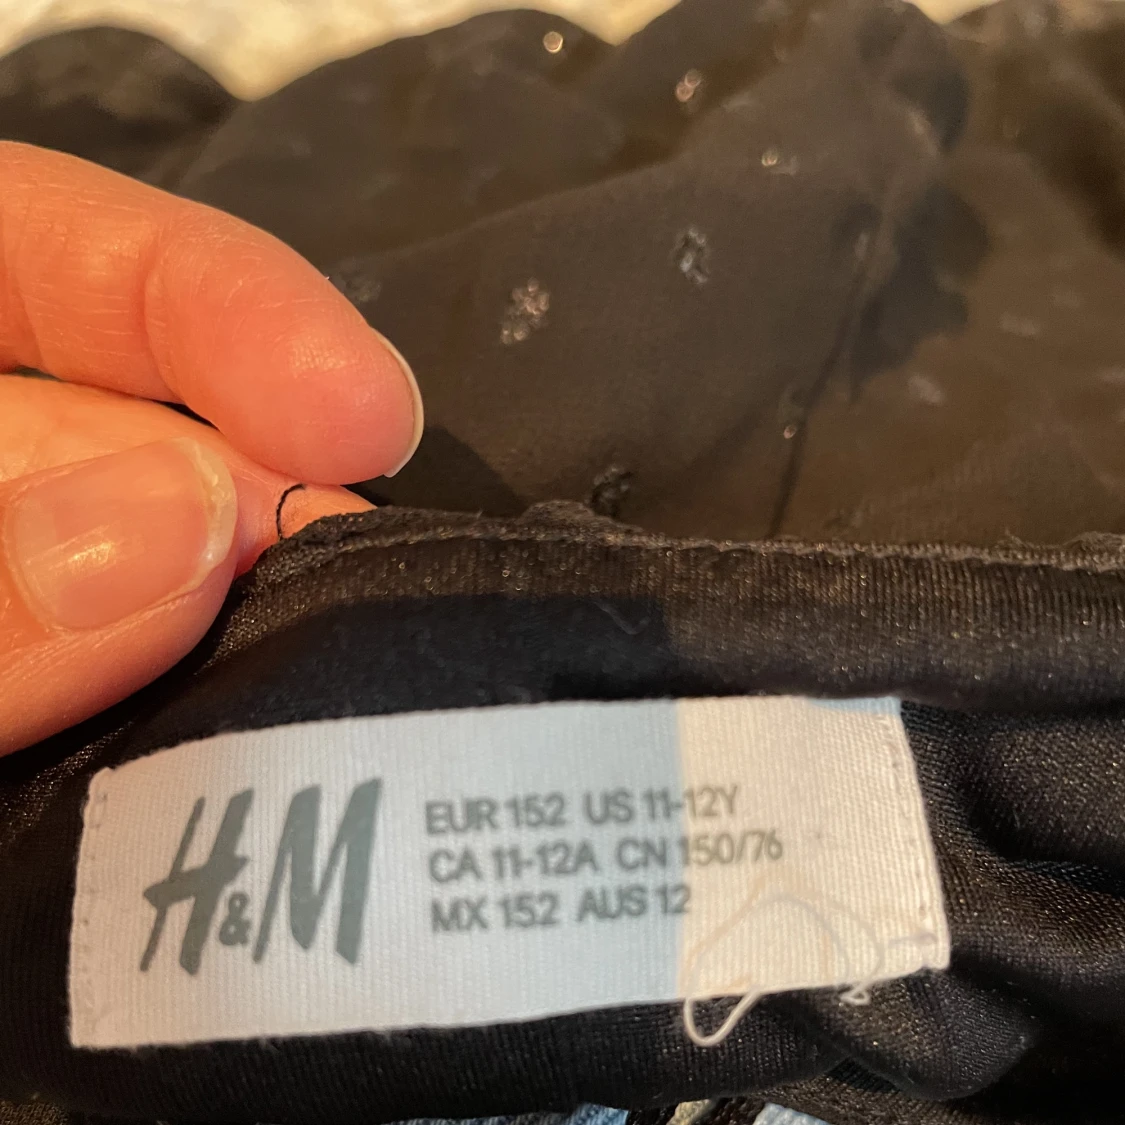 H&M
EUR 152 US 11-12Y
CA 11-12A CN 150/76
MX 152 AUS 12